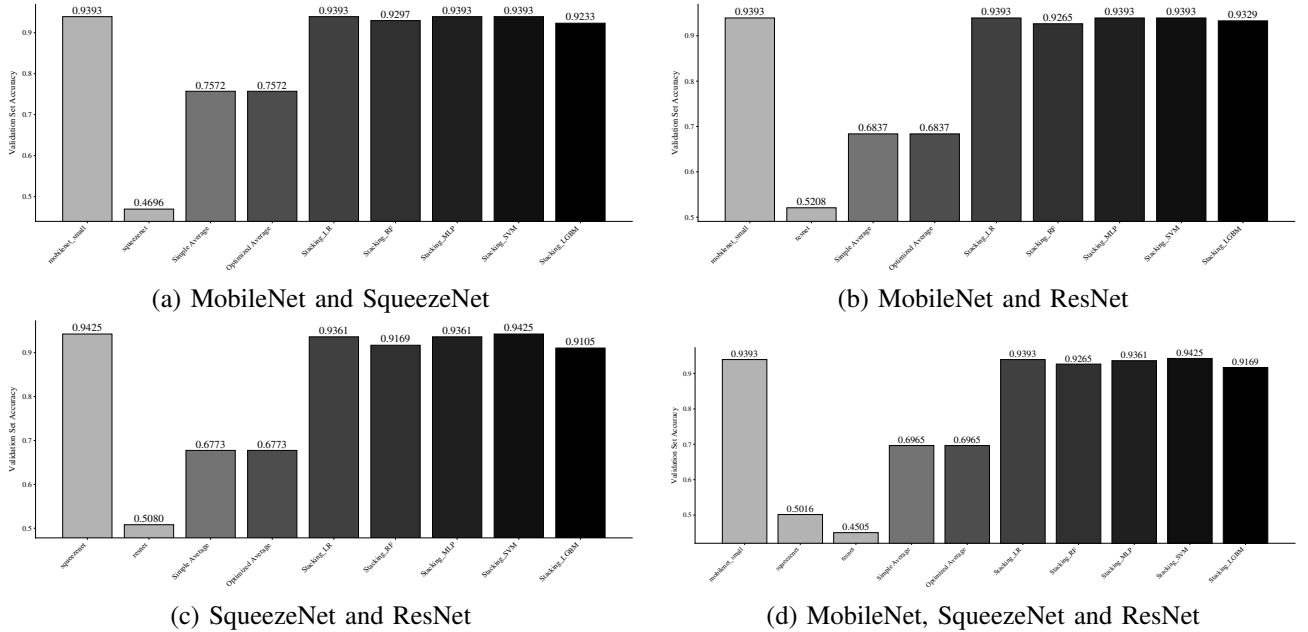 0.9393
0.4696
0.7572
0.7572
0.9393
0.9297
0.9393
0.9393
0.9233
Validation Set Accuracy
0.9
0.8
0.7
0.6
0.5
mobilenet_small
squeezenet
Simple Average
Optimized Average
Stacking_LR
Stacking_RF
Stacking_MLP
Stacking_SVM
Stacking_LGBM
(a) MobileNet and SqueezeNet
0.9393
0.5208
0.6837
0.6837
0.9393
0.9265
0.9393
0.9393
0.9329
Validation Set Accuracy
0.9
0.8
0.7
0.6
0.5
mobilenet_small
resnet
Simple Average
Optimized Average
Stacking_LR
Stacking_RF
Stacking_MLP
Stacking_SVM
Stacking_LGBM
(b) MobileNet and ResNet
0.9425
0.5080
0.6773
0.6773
0.9361
0.9169
0.9361
0.9425
0.9105
Validation Set Accuracy
0.9
0.8
0.7
0.6
0.5
squeezenet
resnet
Simple Average
Optimized Average
Stacking_LR
Stacking_RF
Stacking_MLP
Stacking_SVM
Stacking_LGBM
(c) SqueezeNet and ResNet
0.9393
0.5016
0.4505
0.6965
0.6965
0.9393
0.9265
0.9361
0.9425
0.9169
Validation Set Accuracy
0.9
0.8
0.7
0.6
0.5
mobilenet_small
squeezenet
resnet
Simple Average
Optimized Average
Stacking_LR
Stacking_RF
Stacking_MLP
Stacking_SVM
Stacking_LGBM
(d) MobileNet, SqueezeNet and ResNet